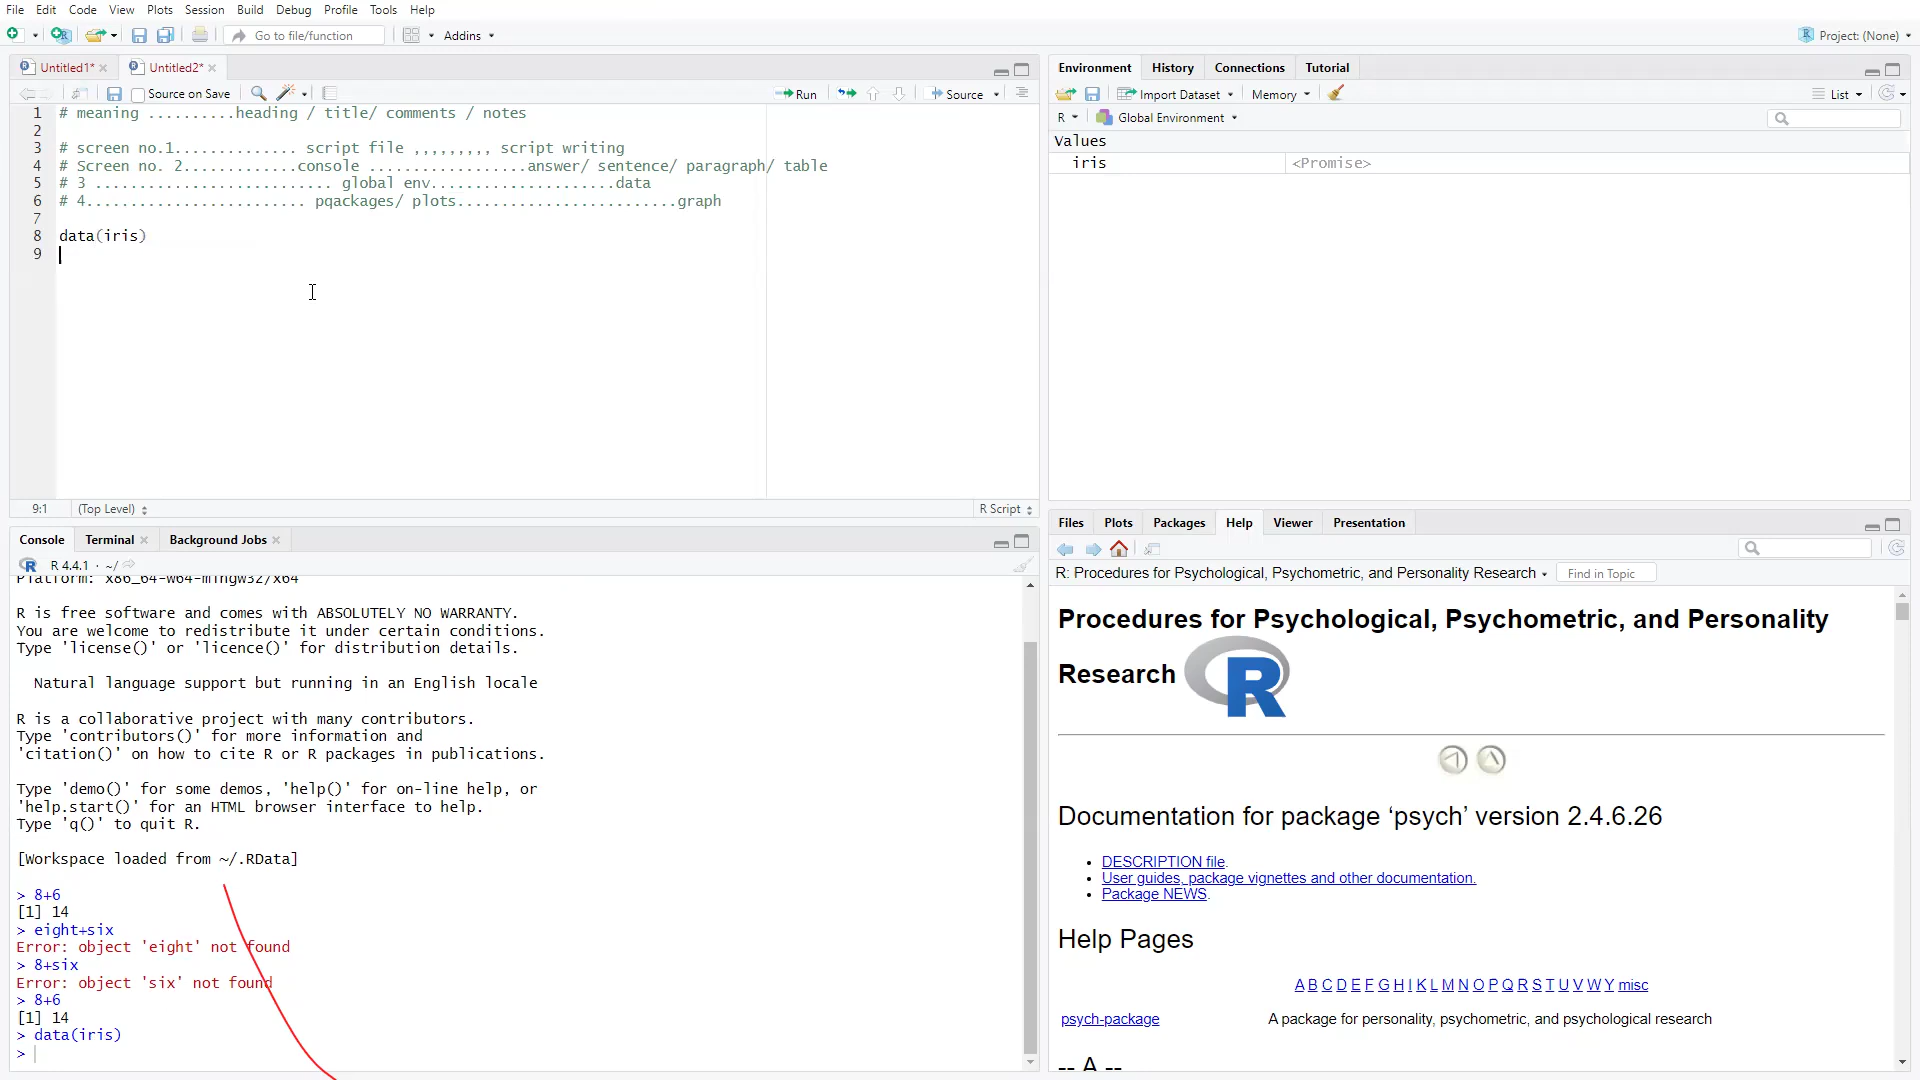 File Edit Code View Plots Session Build Debug Profile Tools Help
Go to file/function Addins Project: (None)
Untitled1* Untitled2*
Source on Save Run Source
1 # meaning ..........heading / title/ comments / notes
2
3 # screen no.1.............. script file ,,,,,,,,, script writing
4 # Screen no. 2.............console ..................answer/ sentence/ paragraph/ table
5 # 3 ........................... global env.....................data
6 # 4......................... pqackages/ plots.........................graph
7
8 data(iris)
9
9:1 (Top Level) R Script
Console Terminal Background Jobs
R 4.4.1 · ~/
Platform: x86_64-w64-mingw32/x64
R is free software and comes with ABSOLUTELY NO WARRANTY.
You are welcome to redistribute it under certain conditions.
Type 'license()' or 'licence()' for distribution details.
Natural language support but running in an English locale
R is a collaborative project with many contributors.
Type 'contributors()' for more information and
'citation()' on how to cite R or R packages in publications.
Type 'demo()' for some demos, 'help()' for on-line help, or
'help.start()' for an HTML browser interface to help.
Type 'q()' to quit R.
[Workspace loaded from ~/.RData]
> 8+6
[1] 14
> eight+six
Error: object 'eight' not found
> 8+six
Error: object 'six' not found
> 8+6
[1] 14
> data(iris)
>
Environment History Connections Tutorial
Import Dataset Memory List
R Global Environment
Values
iris <Promise>
Files Plots Packages Help Viewer Presentation
R: Procedures for Psychological, Psychometric, and Personality Research Find in Topic
Procedures for Psychological, Psychometric, and Personality
Research R
Documentation for package ‘psych’ version 2.4.6.26
DESCRIPTION file.
User guides, package vignettes and other documentation.
Package NEWS.
Help Pages
A B C D E F G H I K L M N O P Q R S T U V W Y misc
psych-package A package for personality, psychometric, and psychological research
-- A --